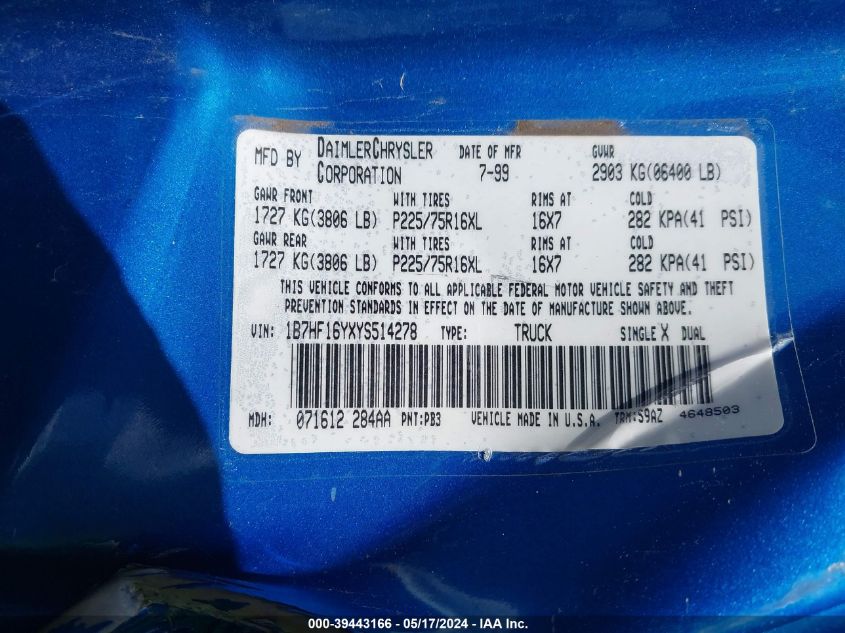 MFD BY DAIMLERCHRYSLER CORPORATION DATE OF MFR 7-99 GVWR 2903 KG(06400 LB)
GAWR FRONT WITH TIRES RIMS AT COLD
1727 KG(3806 LB) P225/75R16XL 16X7 282 KPA(41 PSI)
GAWR REAR WITH TIRES RIMS AT COLD
1727 KG(3806 LB) P225/75R16XL 16X7 282 KPA(41 PSI)
THIS VEHICLE CONFORMS TO ALL APPLICABLE FEDERAL MOTOR VEHICLE SAFETY AND THEFT
PREVENTION STANDARDS IN EFFECT ON THE DATE OF MANUFACTURE SHOWN ABOVE.
VIN: 1B7HF16YXYS514278 TYPE: TRUCK SINGLE X DUAL
MDH: 071612 284AA PNT:PB3 VEHICLE MADE IN U.S.A. TRM:S9AZ 4648503
000-39443166 - 05/17/2024 - IAA Inc.